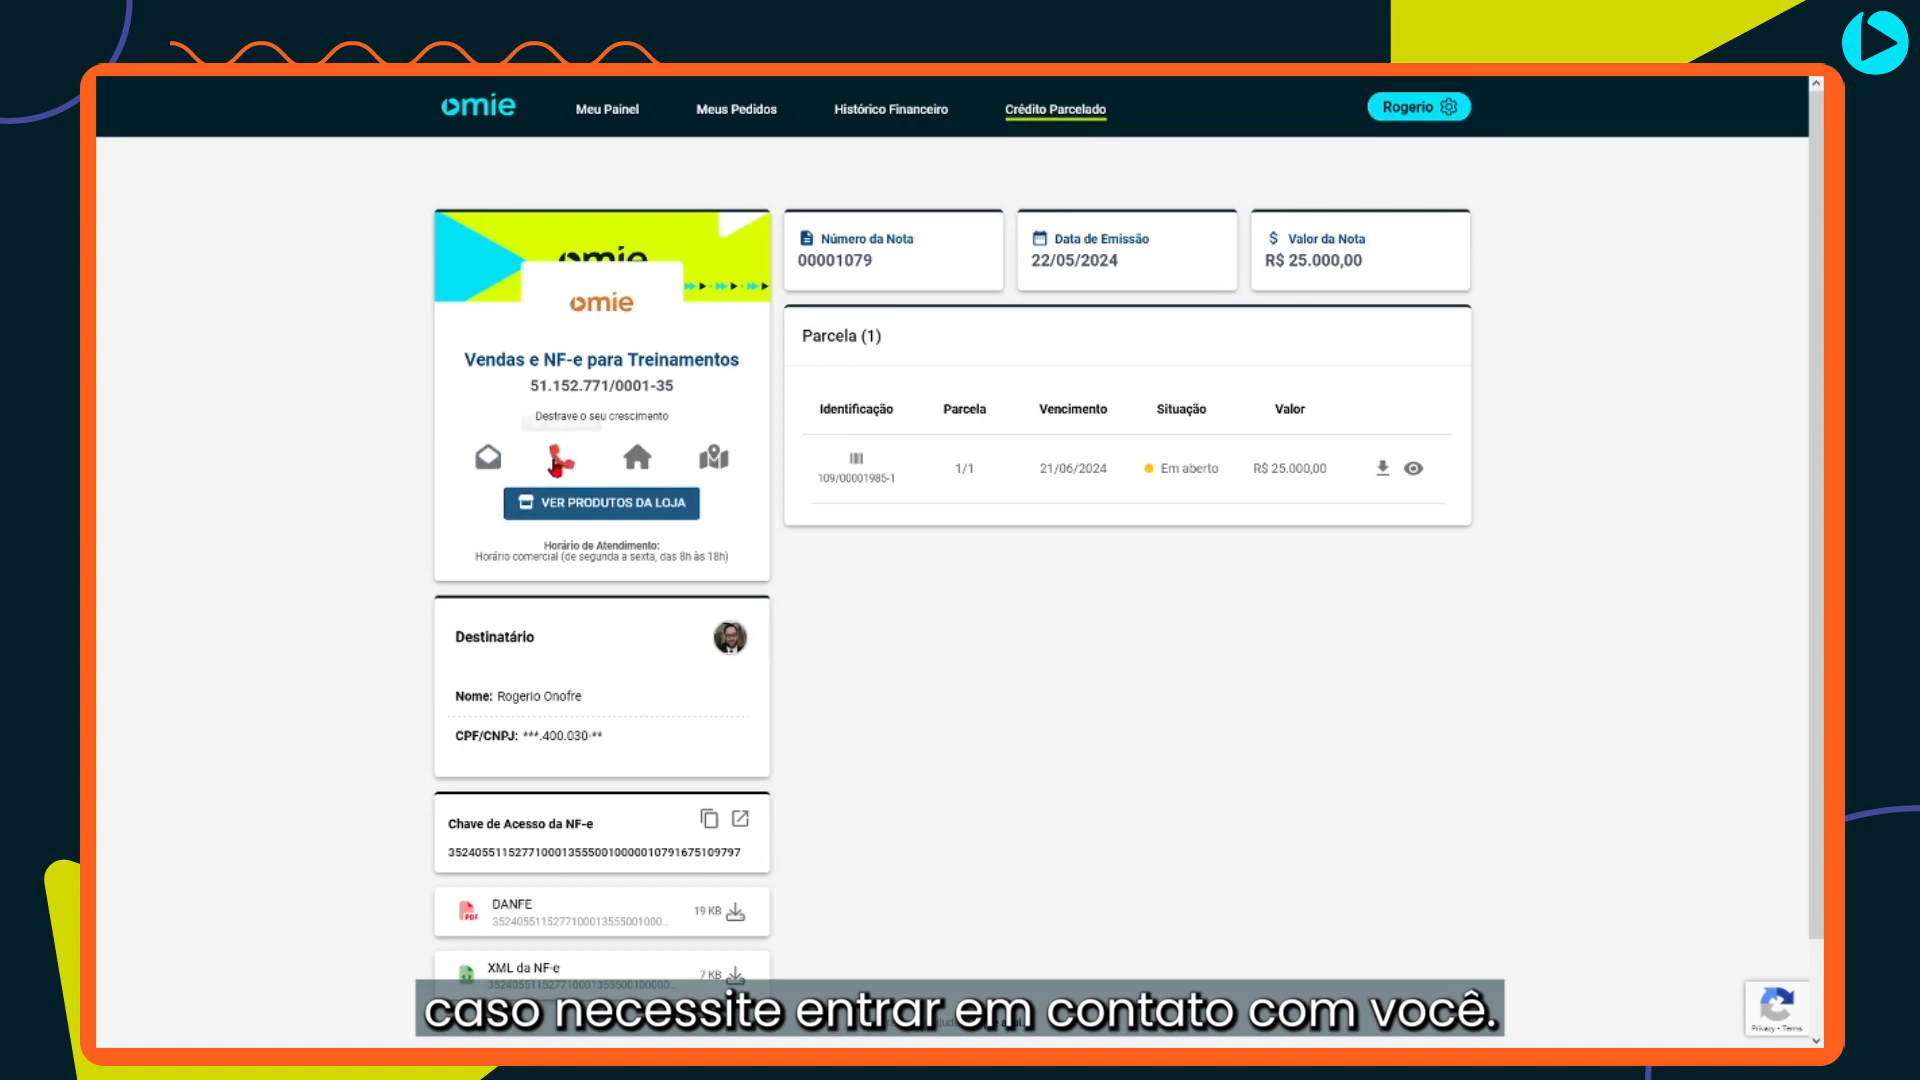 omie
Meu Painel
Meus Pedidos
Histórico Financeiro
Crédito Parcelado
Rogerio
omie
omie
Vendas e NF-e para Treinamentos
51.152.771/0001-35
Destrave o seu crescimento
VER PRODUTOS DA LOJA
Horário de Atendimento:
Horário comercial (de segunda a sexta, das 8h às 18h)
Número da Nota
00001079
Data de Emissão
22/05/2024
$ Valor da Nota
R$ 25.000,00
Parcela (1)
Identificação Parcela Vencimento Situação Valor
109/00001985-1 1/1 21/06/2024 Em aberto R$ 25.000,00
Destinatário
Nome: Rogerio Onofre
CPF/CNPJ: ***.400.030-**
Chave de Acesso da NF-e
35240551152771000135550010000010791675109797
DANFE
35240551152771000135550010000...
19 KB
PDF
XML da NF-e
7 KB
caso necessite entrar em contato com você.
Privacy - Terms